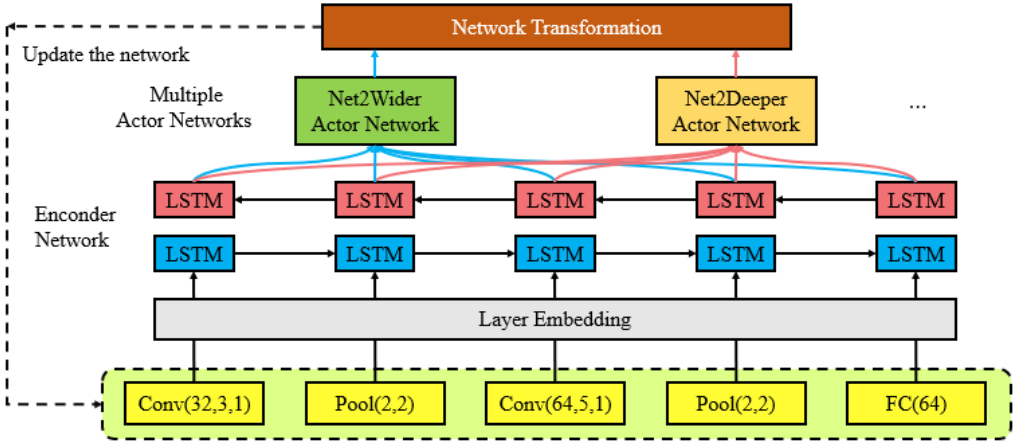 Network Transformation
Update the network
Multiple
Actor Networks
Net2Wider
Actor Network
Net2Deeper
Actor Network
...
Enconder
Network
LSTM LSTM LSTM LSTM LSTM
LSTM LSTM LSTM LSTM LSTM
Layer Embedding
Conv(32,3,1) Pool(2,2) Conv(64,5,1) Pool(2,2) FC(64)